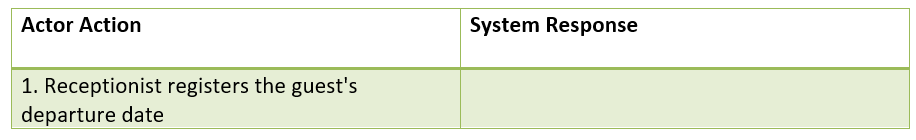 Actor Action
System Response
1. Receptionist registers the guest's
departure date